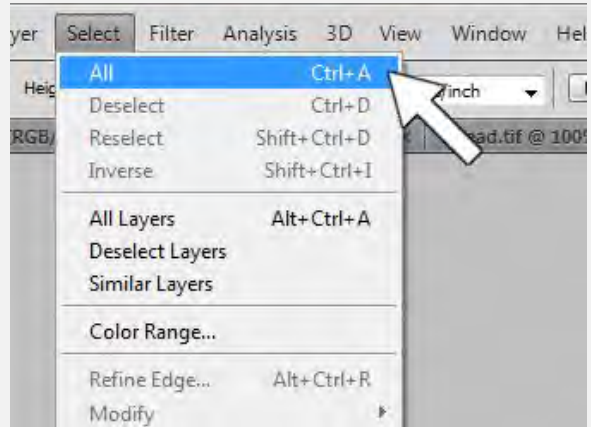 yer Select Filter Analysis 3D View Window Hel
Heig /inch
All Ctrl+A
Deselect Ctrl+D
RGB/ Reselect Shift+Ctrl+D ead.tif @ 100%
Inverse Shift+Ctrl+I
All Layers Alt+Ctrl+A
Deselect Layers
Similar Layers
Color Range...
Refine Edge... Alt+Ctrl+R
Modify